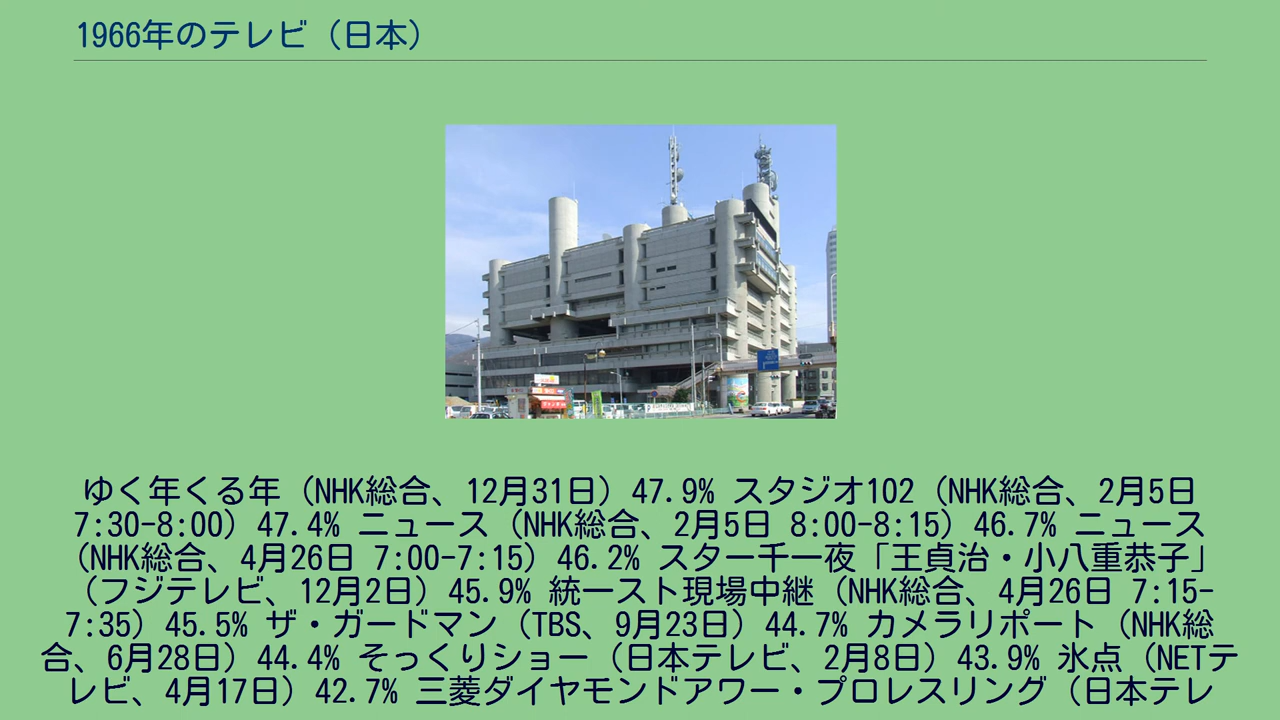 1966年のテレビ（日本）
ゆく年くる年（NHK総合、12月31日）47.9% スタジオ102（NHK総合、2月5日
7:30-8:00）47.4% ニュース（NHK総合、2月5日 8:00-8:15）46.7% ニュース
（NHK総合、4月26日 7:00-7:15）46.2% スター千一夜「王貞治・小八重恭子」
（フジテレビ、12月2日）45.9% 統一スト現場中継（NHK総合、4月26日 7:15-
7:35）45.5% ザ・ガードマン（TBS、9月23日）44.7% カメラリポート（NHK総
合、6月28日）44.4% そっくりショー（日本テレビ、2月8日）43.9% 氷点（NETテ
レビ、4月17日）42.7% 三菱ダイヤモンドアワー・プロレスリング（日本テレ